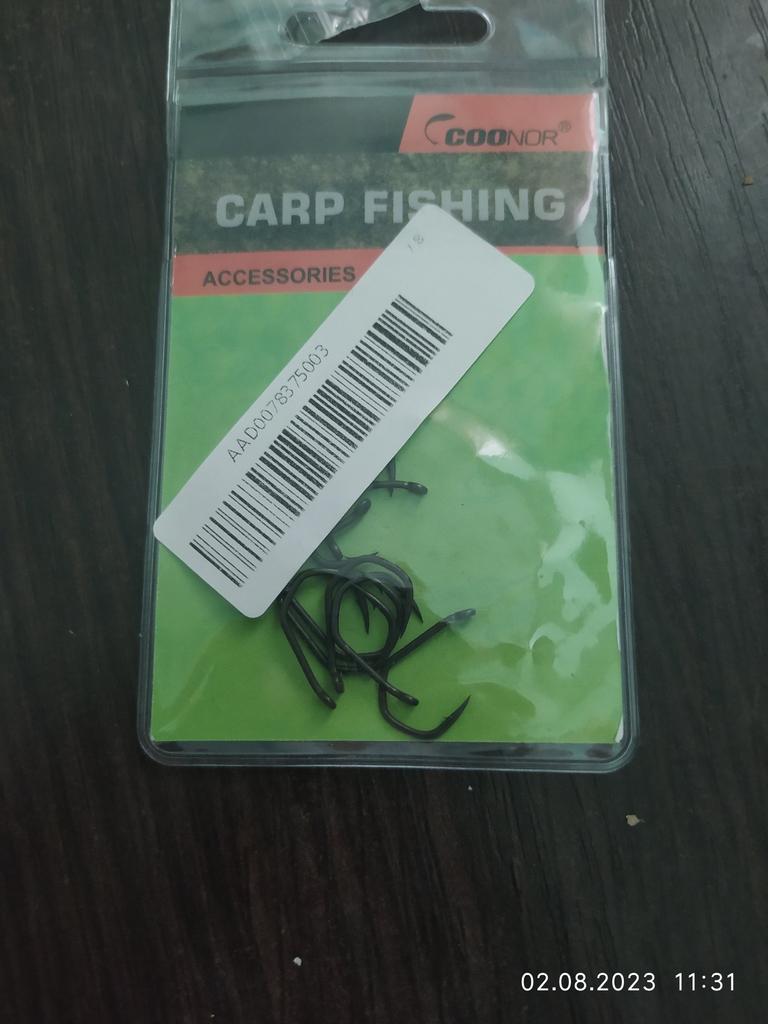 COONOR®
CARP FISHING
ACCESSORIES
AAD0078375003
02.08.2023 11:31